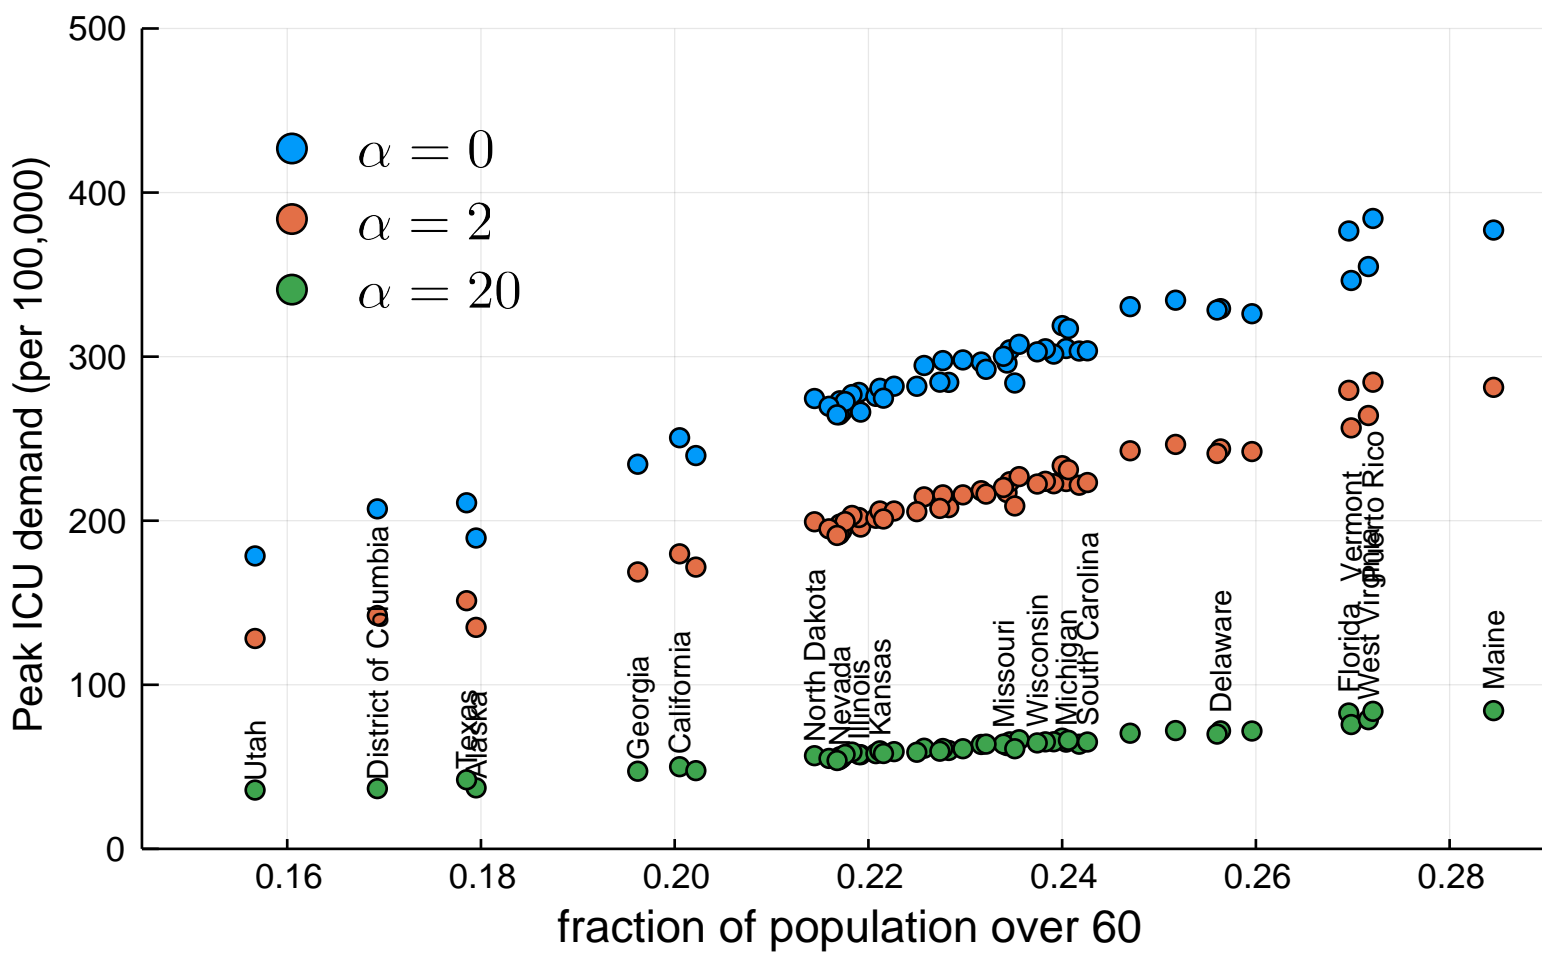 Peak ICU demand (per 100,000)
500
400
300
200
100
0
α = 0
α = 2
α = 20
Utah
District of Columbia
Texas
Alaska
Georgia
California
North Dakota
Nevada
Illinois
Kansas
Missouri
Wisconsin
Michigan
South Carolina
Delaware
Florida
Vermont
West Virginia
Puerto Rico
Maine
0.16
0.18
0.20
0.22
0.24
0.26
0.28
fraction of population over 60